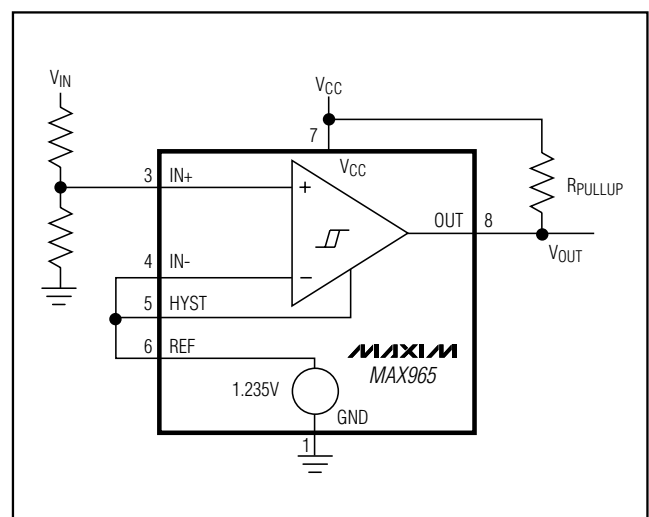 VIN
VCC
7
VCC
3 IN+
+
RPULLUP
OUT 8
VOUT
4 IN-
−
5 HYST
6 REF
MAXIM
MAX965
1.235V
GND
1